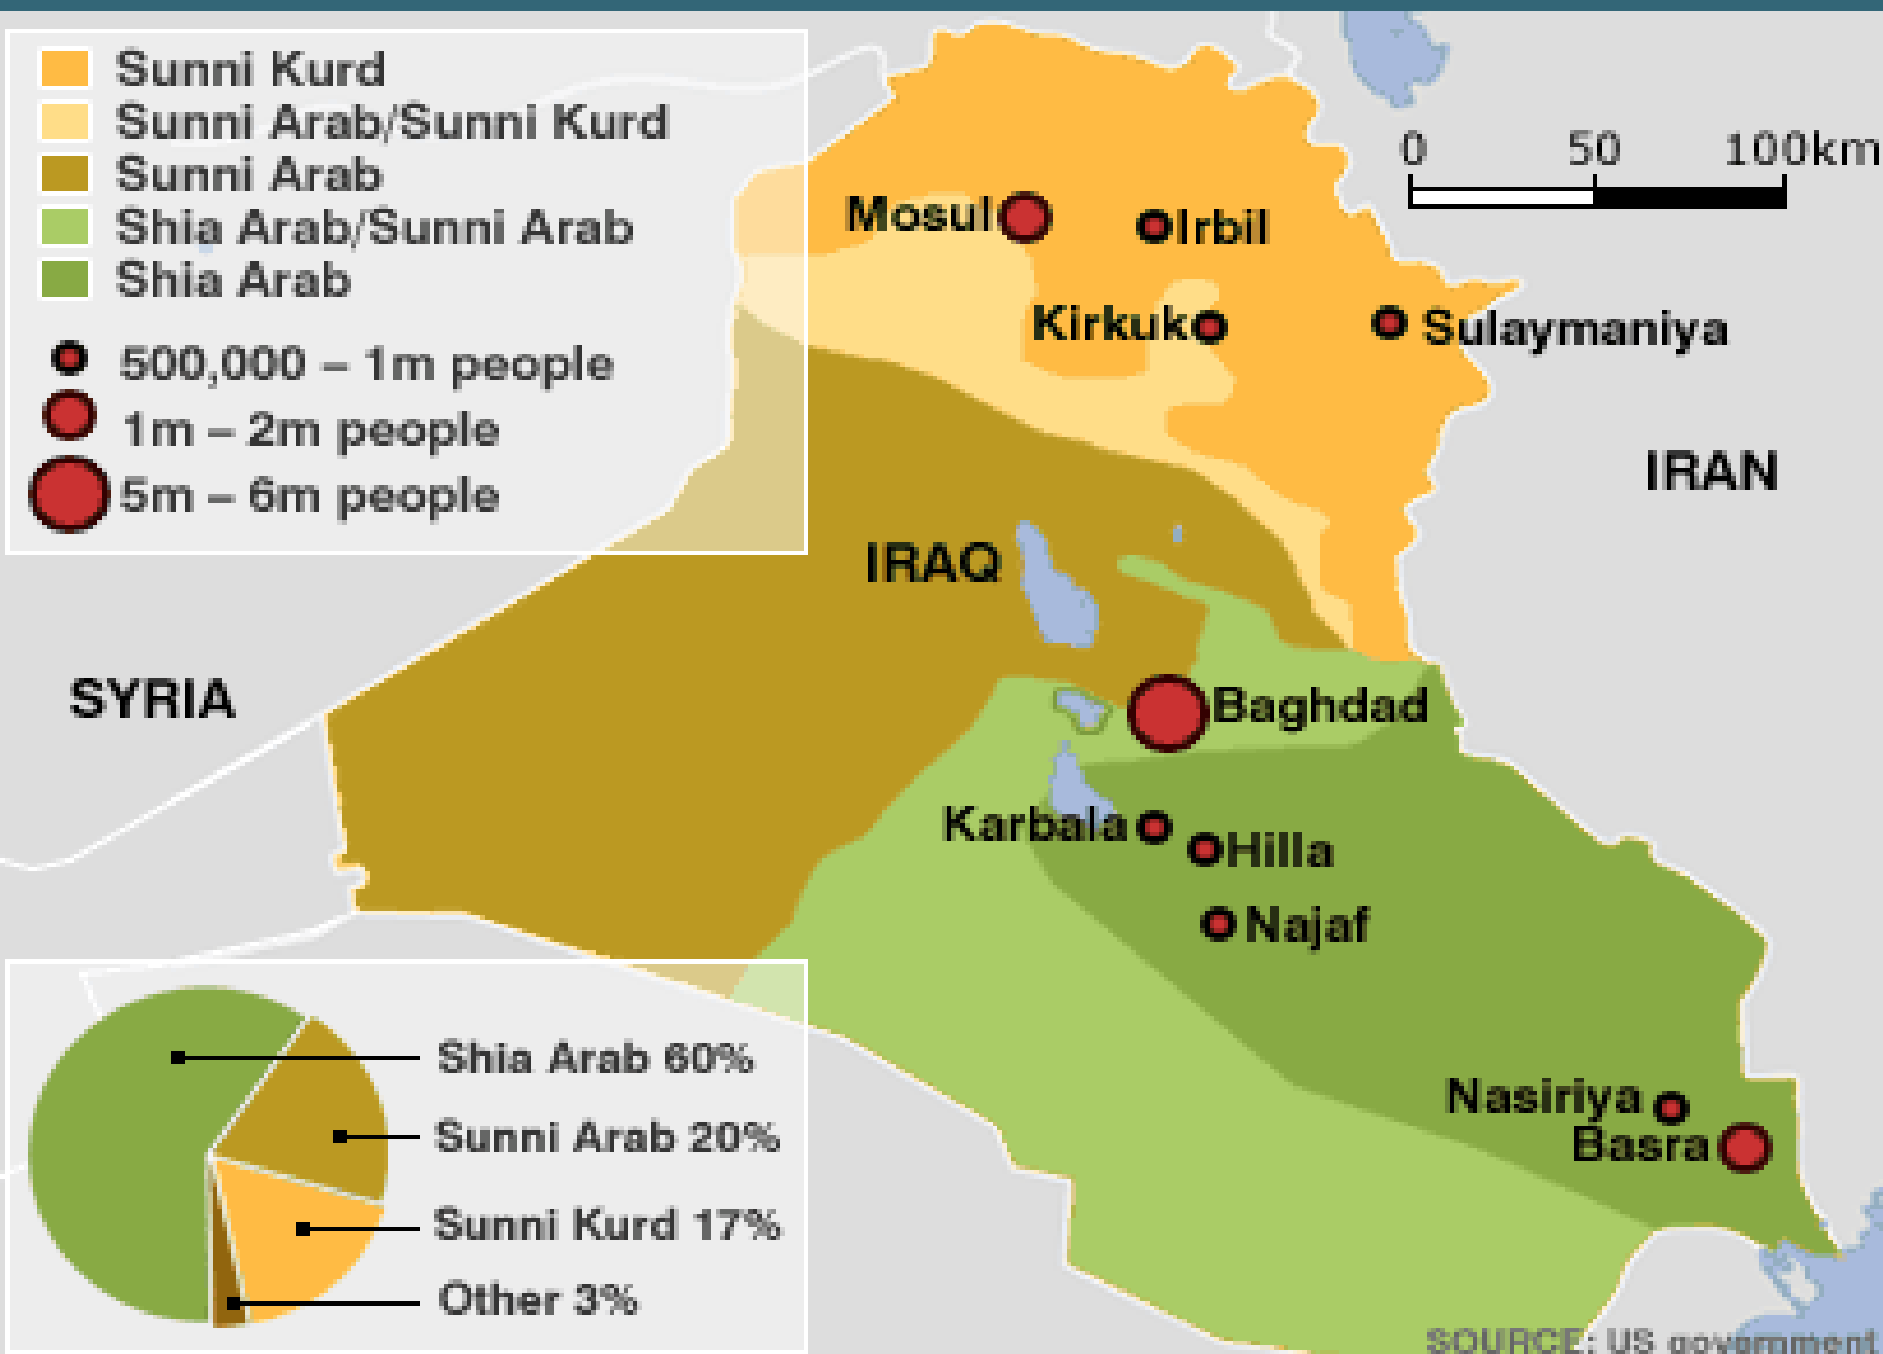 Sunni Kurd
Sunni Arab/Sunni Kurd
Sunni Arab
Shia Arab/Sunni Arab
Shia Arab
500,000 – 1m people
1m – 2m people
5m – 6m people
0 50 100km
Mosul
Irbil
Kirkuk
Sulaymaniya
IRAN
IRAQ
SYRIA
Baghdad
Karbala
Hilla
Najaf
Nasiriya
Basra
Shia Arab 60%
Sunni Arab 20%
Sunni Kurd 17%
Other 3%
SOURCE: US government